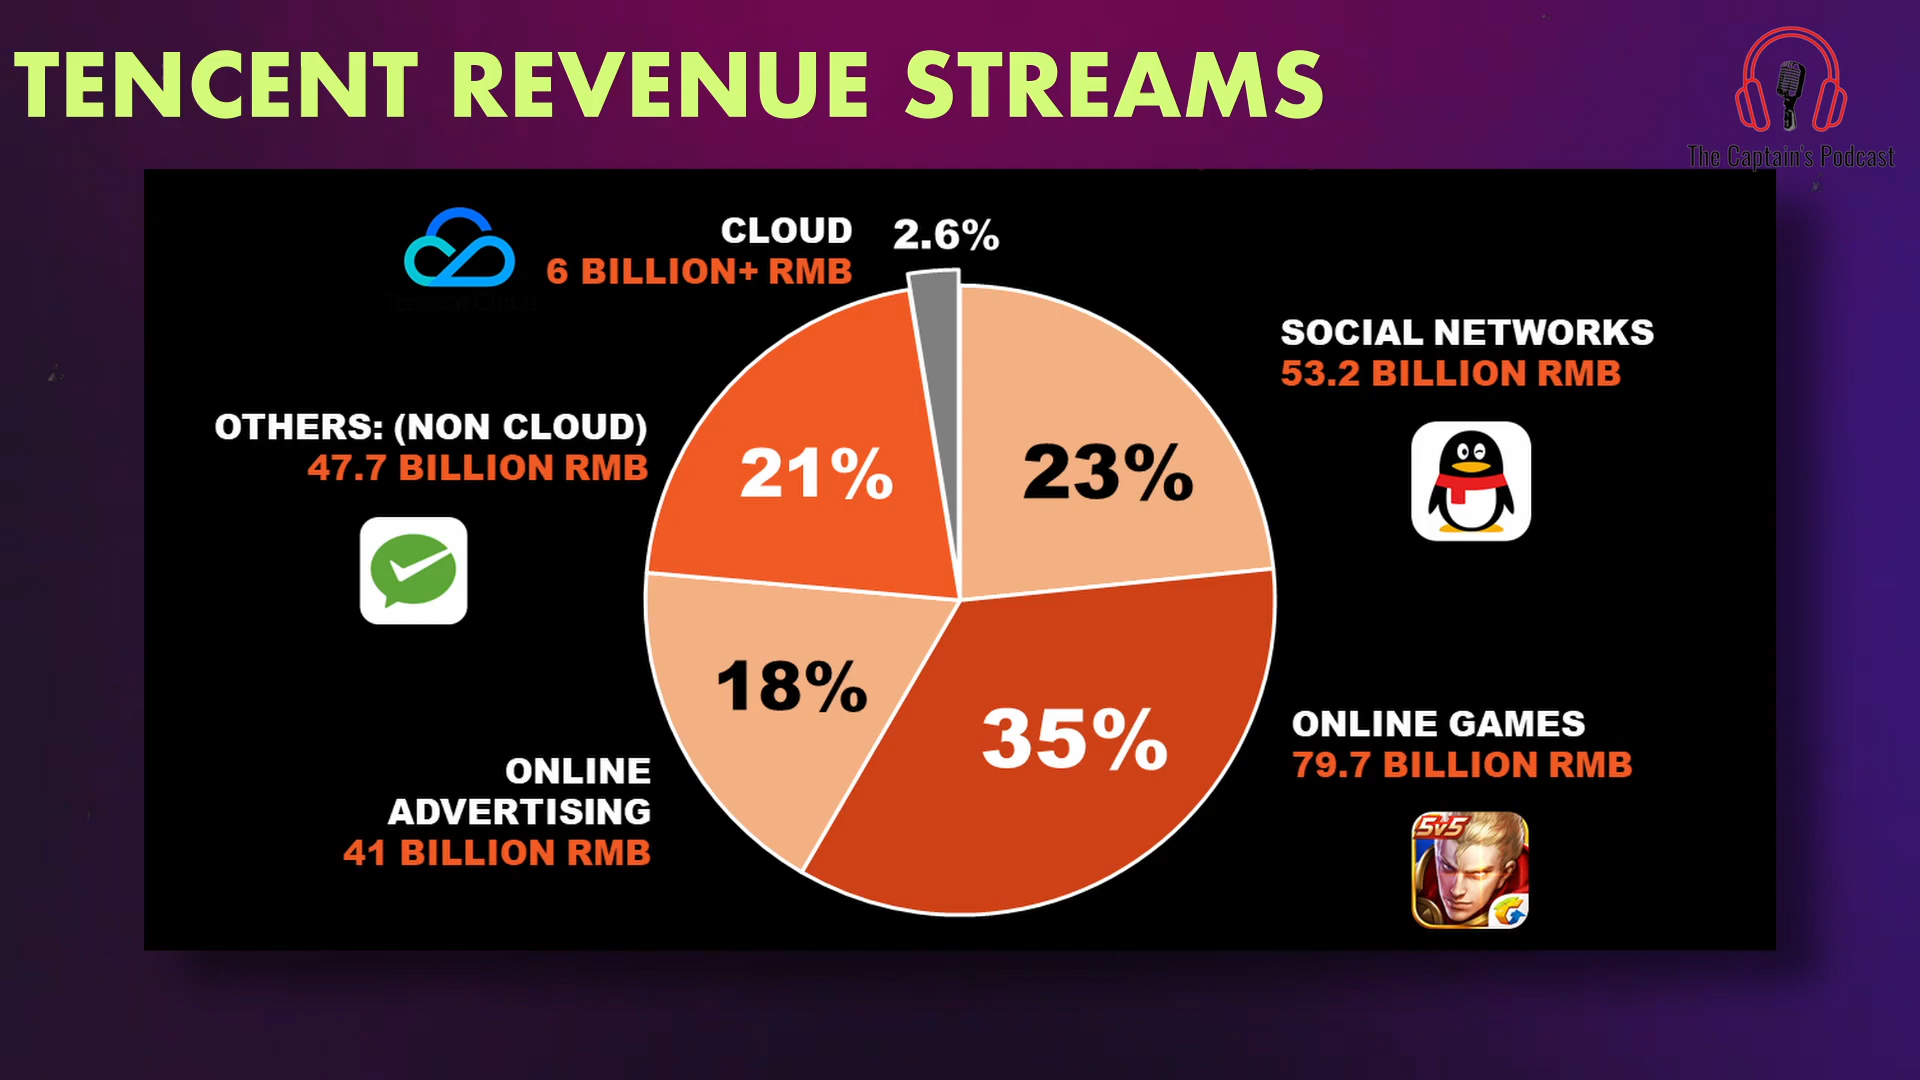 TENCENT REVENUE STREAMS
The Captain's Podcast
CLOUD
6 BILLION+ RMB
2.6%
SOCIAL NETWORKS
53.2 BILLION RMB
OTHERS: (NON CLOUD)
47.7 BILLION RMB
21%
23%
18%
35%
ONLINE GAMES
79.7 BILLION RMB
ONLINE
ADVERTISING
41 BILLION RMB
5v5